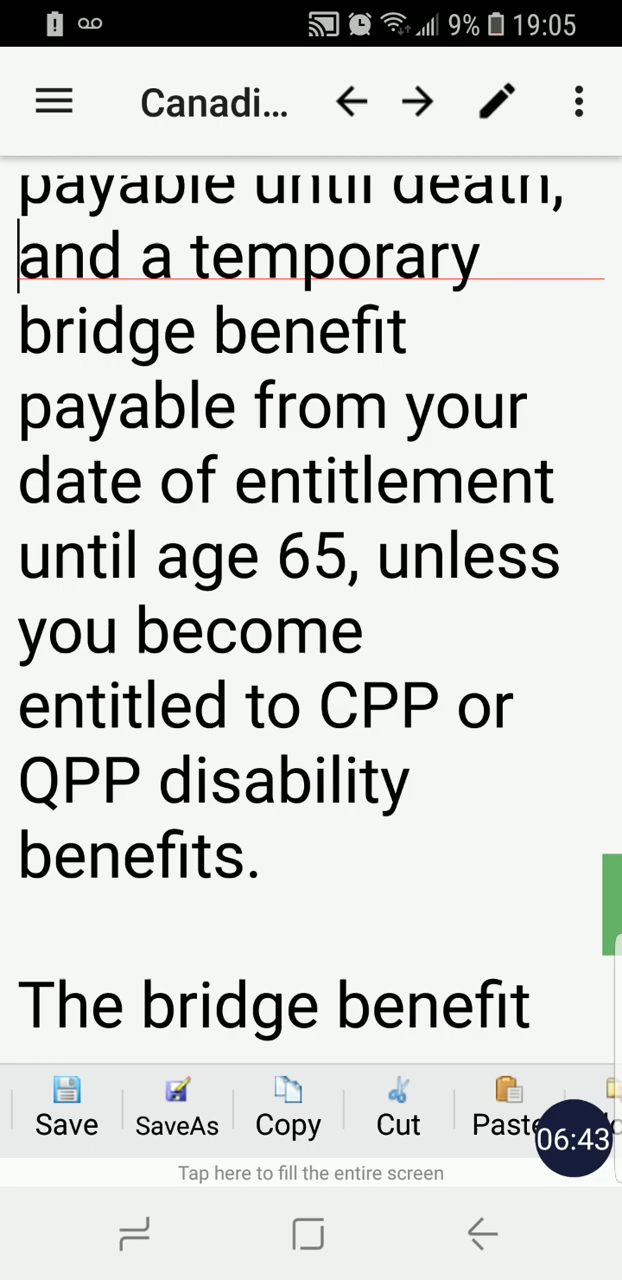 9% 19:05
Canadi...
payable until death,
and a temporary
bridge benefit
payable from your
date of entitlement
until age 65, unless
you become
entitled to CPP or
QPP disability
benefits.
The bridge benefit
Save SaveAs Copy Cut Paste
06:43
Tap here to fill the entire screen